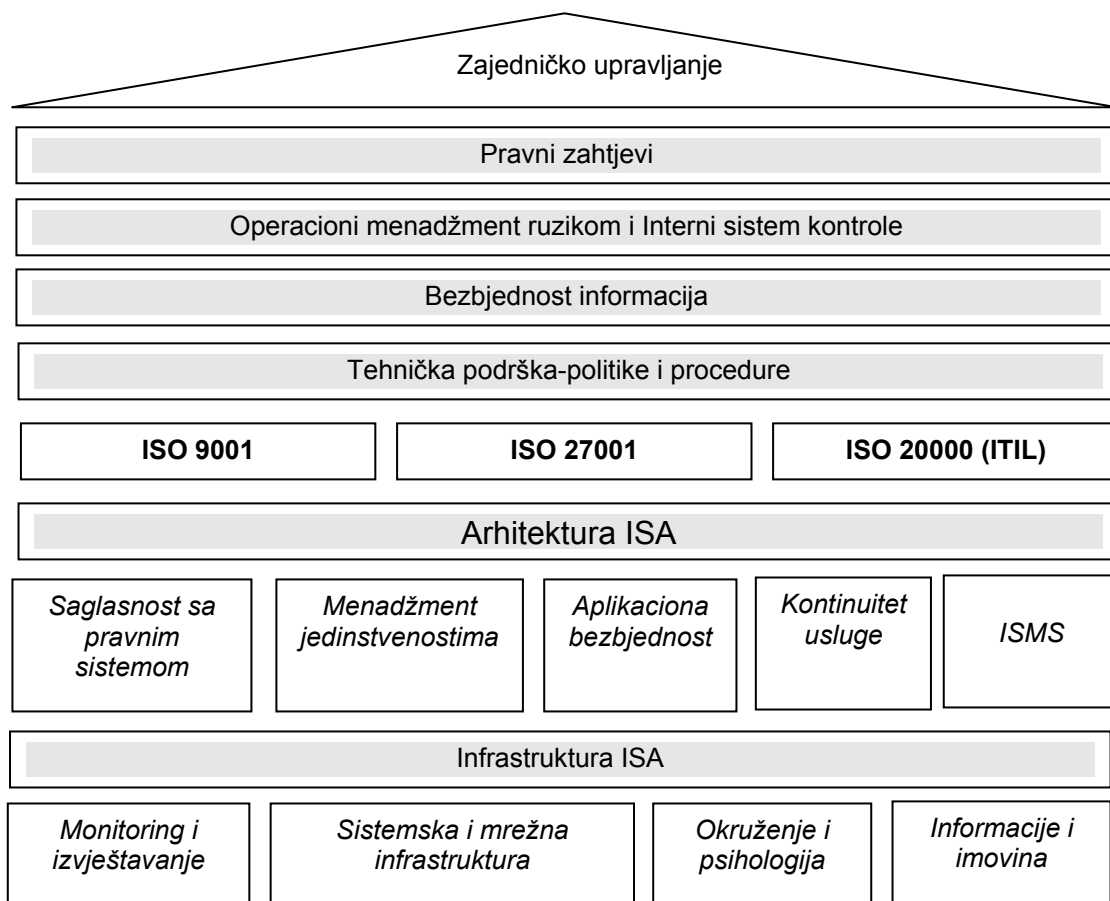 Zajedničko upravljanje
Pravni zahtjevi
Operacioni menadžment ruzikom i Interni sistem kontrole
Bezbjednost informacija
Tehnička podrška-politike i procedure
ISO 9001
ISO 27001
ISO 20000 (ITIL)
Arhitektura ISA
Saglasnost sa
pravnim
sistemom
Menadžment
jedinstvenostima
Aplikaciona
bezbjednost
Kontinuitet
usluge
ISMS
Infrastruktura ISA
Monitoring i
izvještavanje
Sistemska i mrežna
infrastruktura
Okruženje i
psihologija
Informacije i
imovina